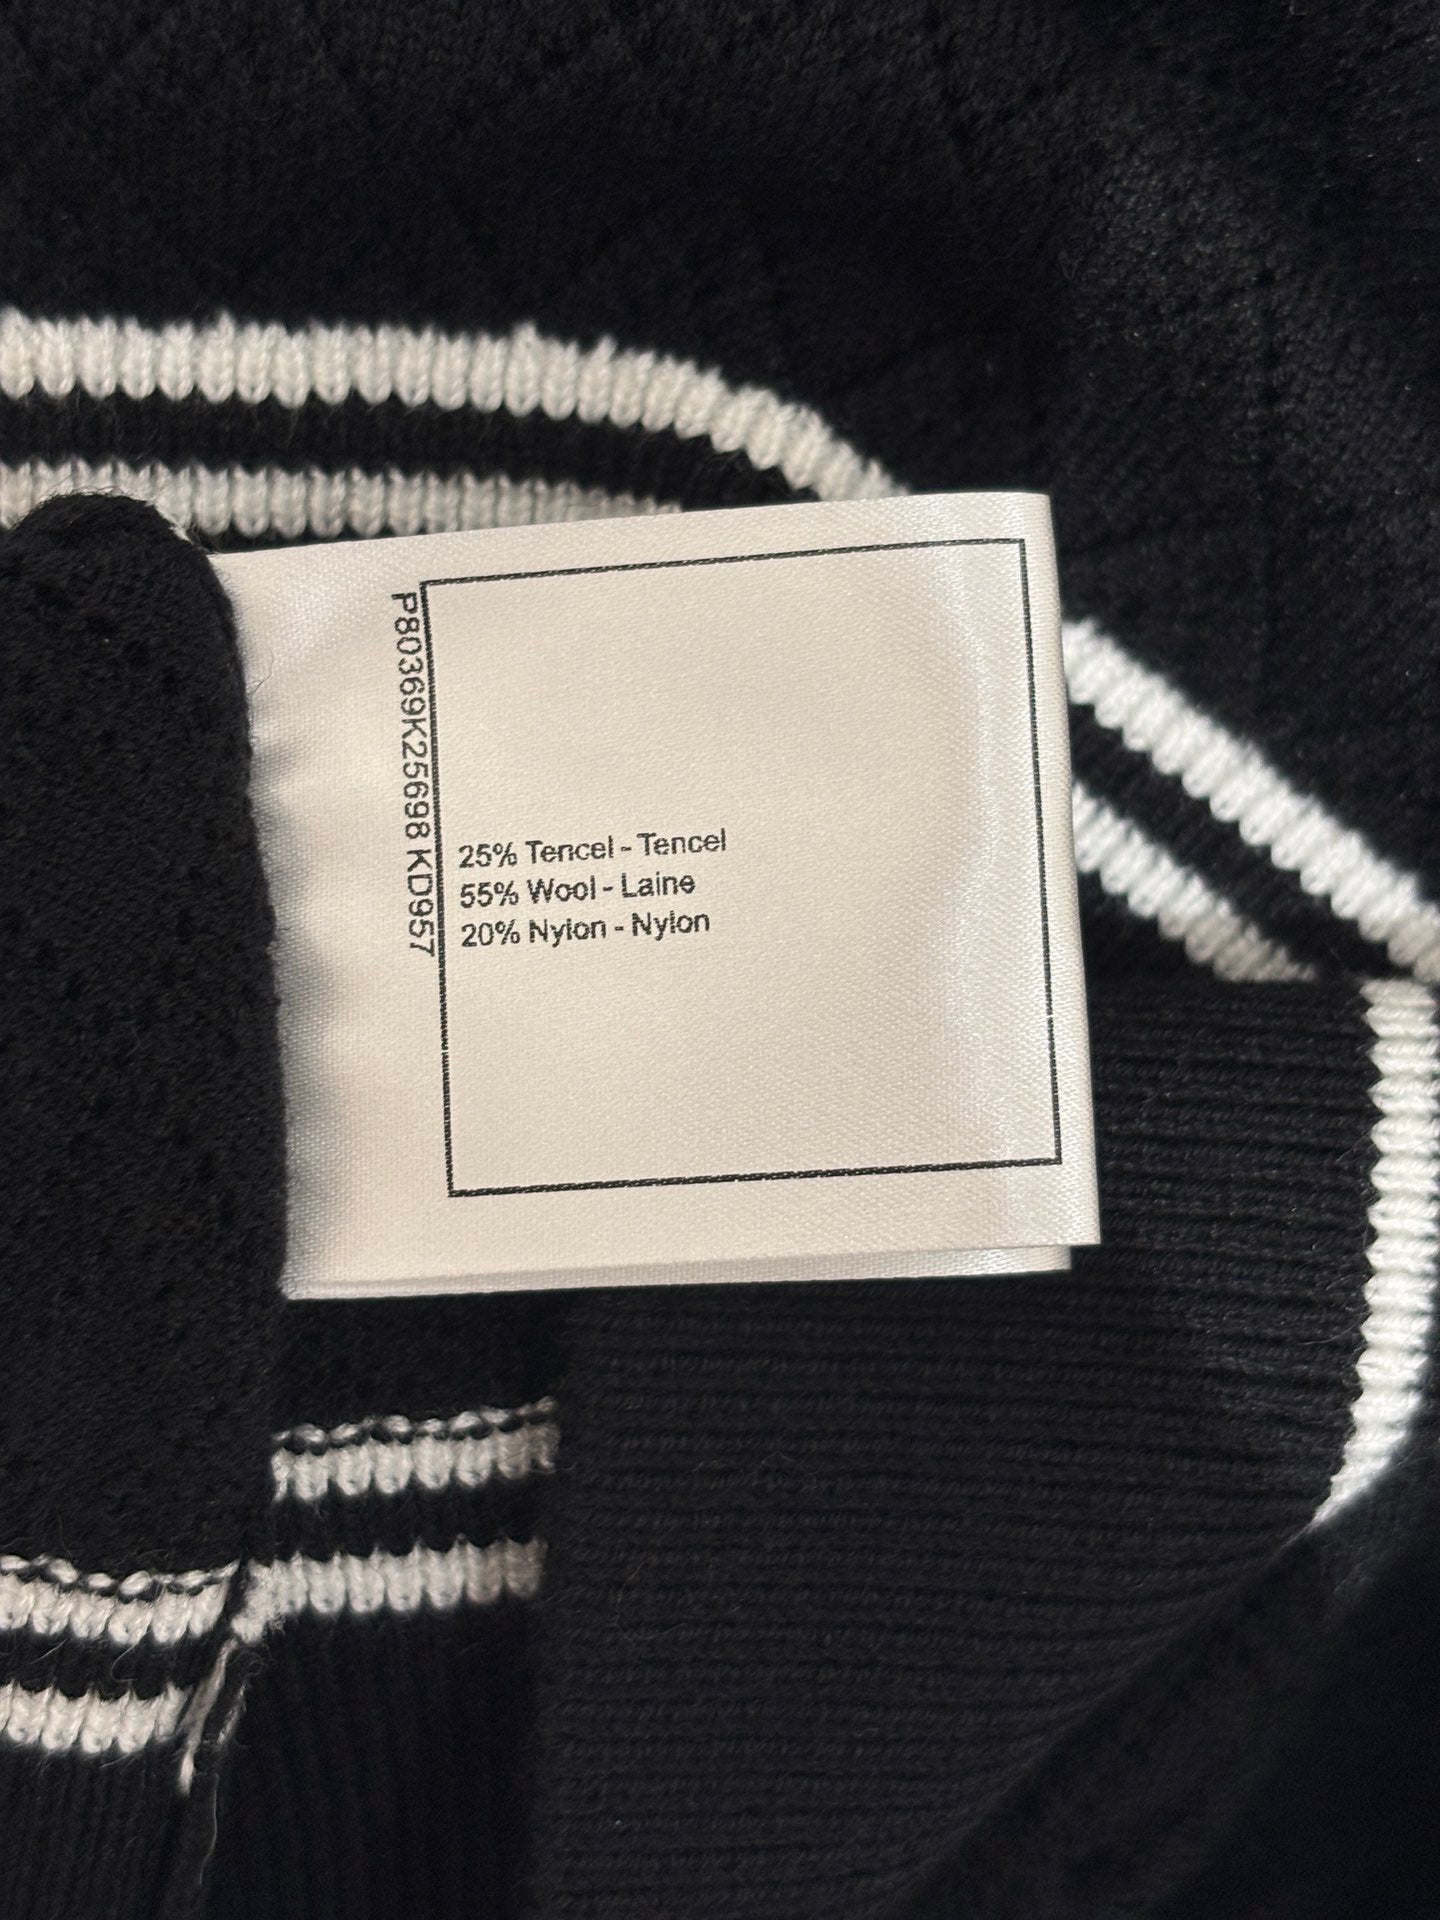 P80369K25698 KD957
25% Tencel - Tencel
55% Wool - Laine
20% Nylon - Nylon